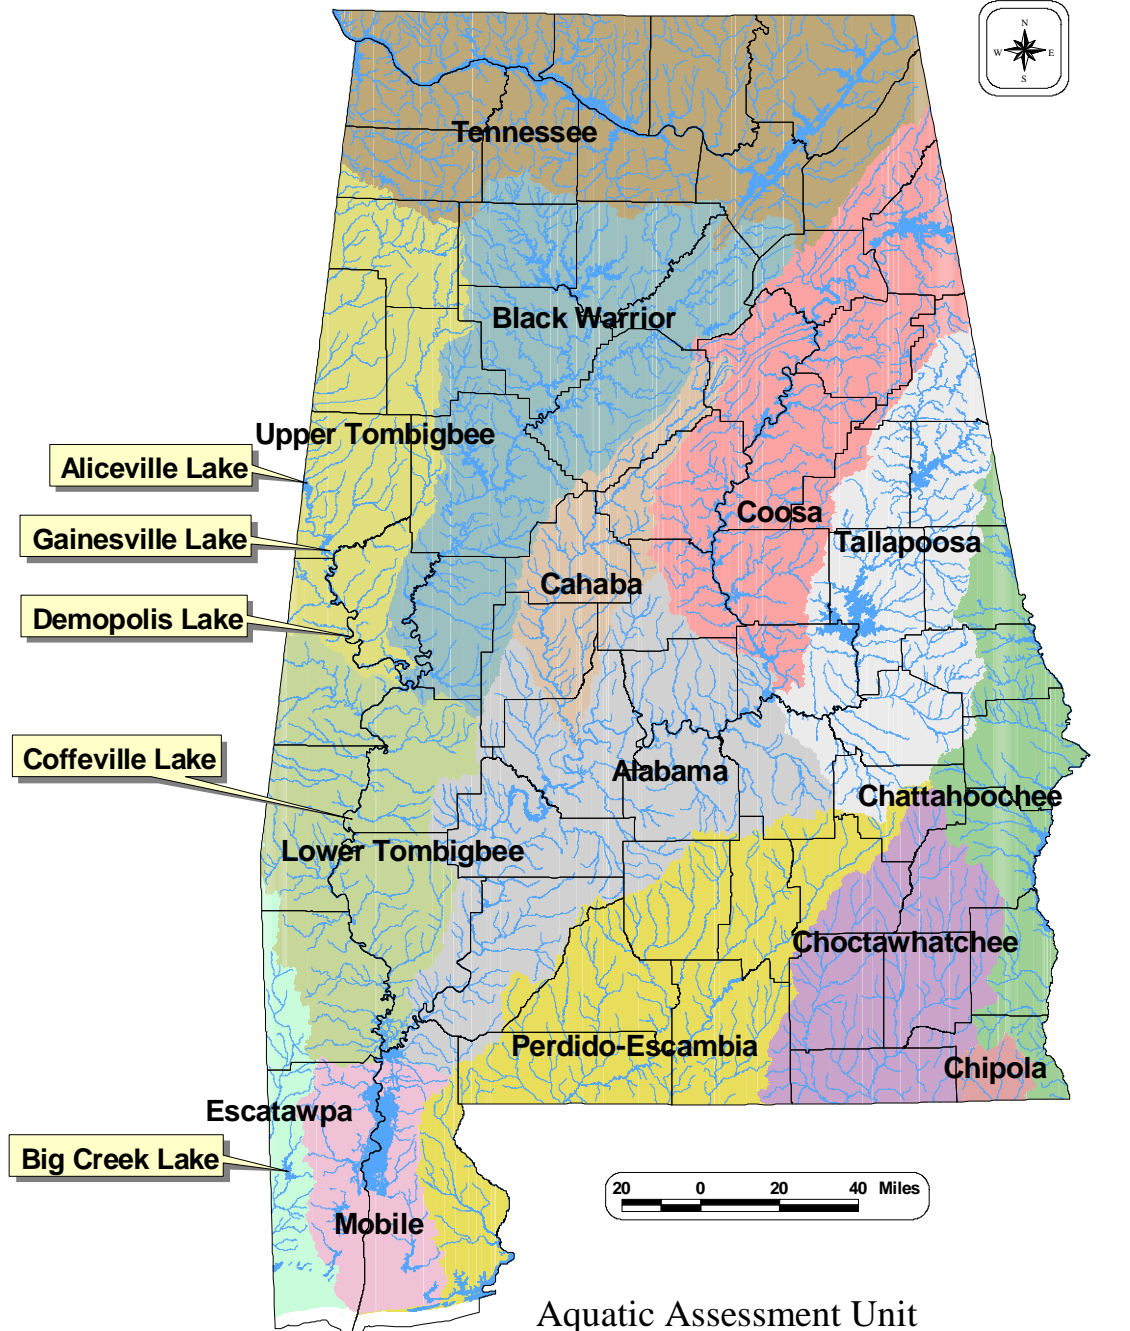 N
W E
S
Tennessee
Black Warrior
Upper Tombigbee
Aliceville Lake
Coosa
Gainesville Lake
Tallapoosa
Cahaba
Demopolis Lake
Coffeville Lake
Alabama
Chattahoochee
Lower Tombigbee
Choctawhatchee
Perdido-Escambia
Chipola
Escatawpa
Big Creek Lake
20 0 20 40 Miles
Mobile
Aquatic Assessment Unit